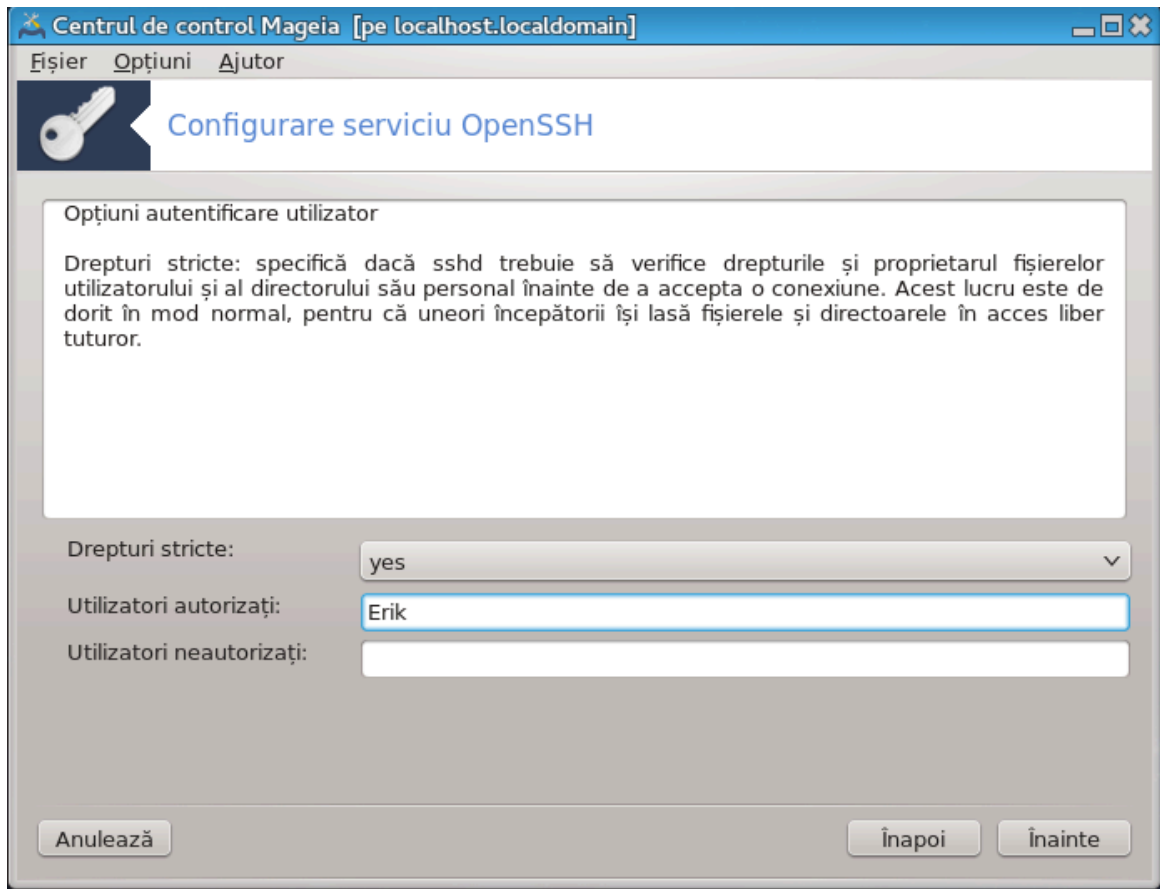 Centrul de control Mageia [pe localhost.localdomain]
Fișier Opțiuni Ajutor
Configurare serviciu OpenSSH
Opțiuni autentificare utilizator
Drepturi stricte: specifică dacă sshd trebuie să verifice drepturile și proprietarul fișierelor
utilizatorului și al directorului său personal înainte de a accepta o conexiune. Acest lucru este de
dorit în mod normal, pentru că uneori începătorii își lasă fișierele și directoarele în acces liber
tuturor.
Drepturi stricte: yes
Utilizatori autorizați: Erik
Utilizatori neautorizați:
Anulează Înapoi Înainte